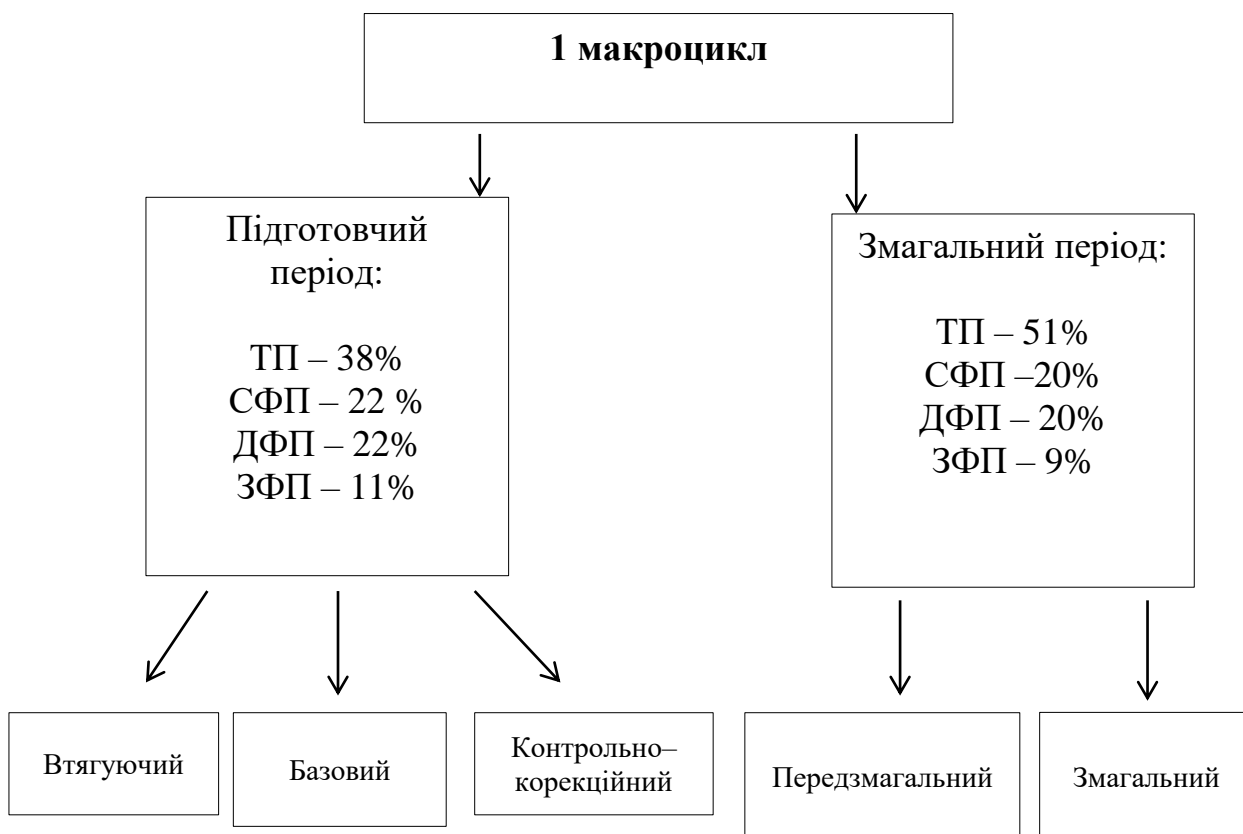 1 макроцикл
Підготовчий
період:
ТП – 38%
СФП – 22 %
ДФП – 22%
ЗФП – 11%
Змагальний період:
ТП – 51%
СФП –20%
ДФП – 20%
ЗФП – 9%
Втягуючий
Базовий
Контрольно–
корекційний
Передзмагальний
Змагальний